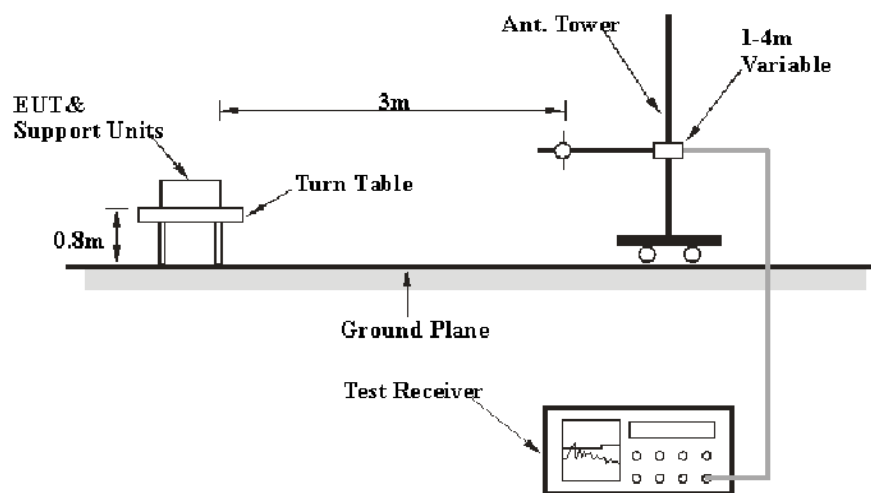 Ant. Tower
1-4m
Variable
3m
EUT &
Support Units
Turn Table
0.8m
Ground Plane
Test Receiver